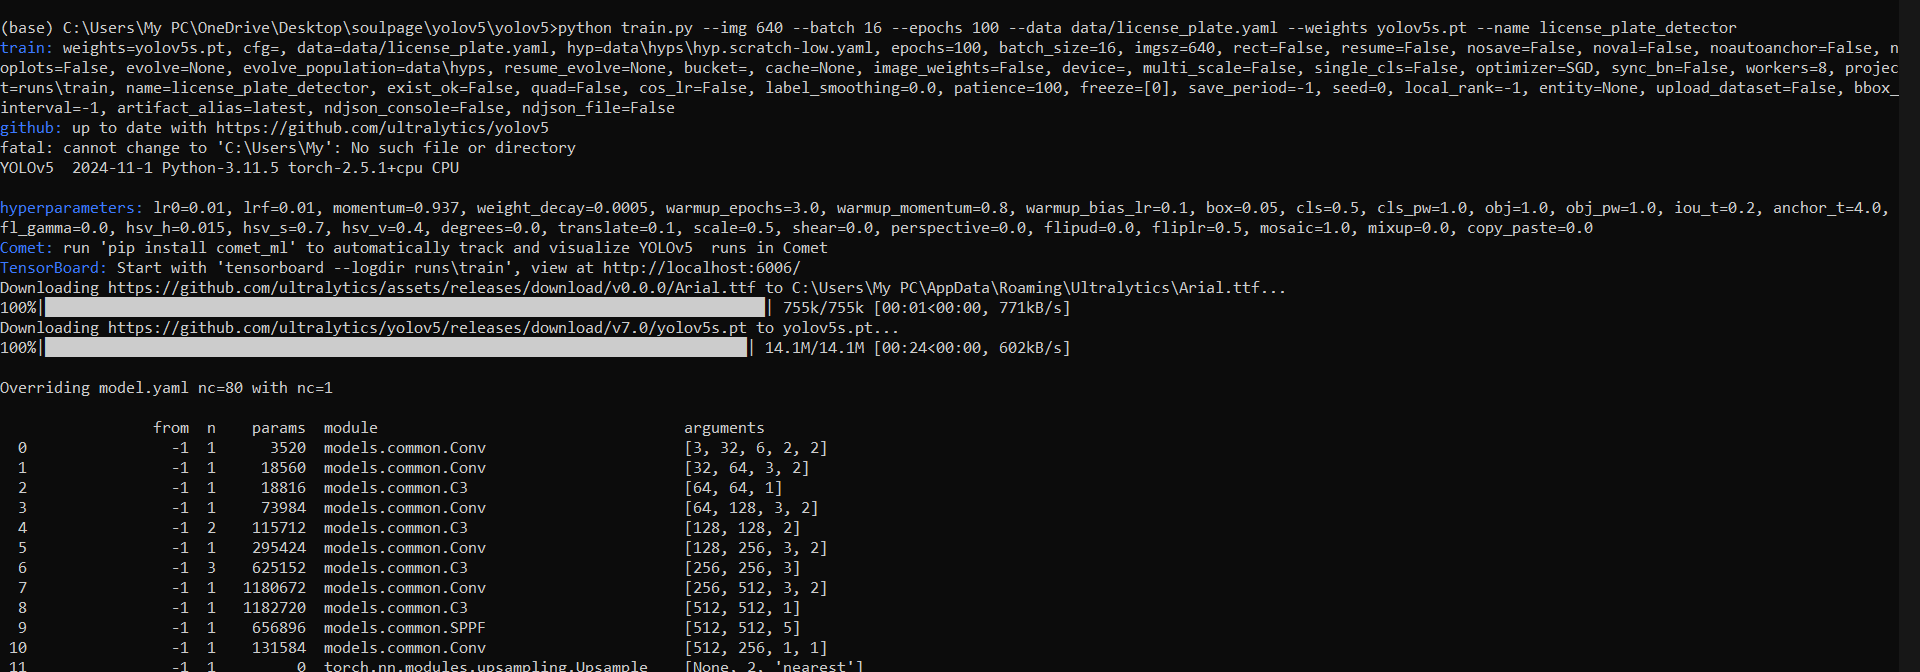 (base) C:\Users\My PC\OneDrive\Desktop\soulpage\yolov5\yolov5>python train.py --img 640 --batch 16 --epochs 100 --data data/license_plate.yaml --weights yolov5s.pt --name license_plate_detector
train: weights=yolov5s.pt, cfg=, data=data/license_plate.yaml, hyp=data\hyps\hyp.scratch-low.yaml, epochs=100, batch_size=16, imgsz=640, rect=False, resume=False, nosave=False, noval=False, noautoanchor=False, n
oplots=False, evolve=None, evolve_population=data\hyps, resume_evolve=None, bucket=, cache=None, image_weights=False, device=, multi_scale=False, single_cls=False, optimizer=SGD, sync_bn=False, workers=8, projec
t=runs\train, name=license_plate_detector, exist_ok=False, quad=False, cos_lr=False, label_smoothing=0.0, patience=100, freeze=[0], save_period=-1, seed=0, local_rank=-1, entity=None, upload_dataset=False, bbox_
interval=-1, artifact_alias=latest, ndjson_console=False, ndjson_file=False
github: up to date with https://github.com/ultralytics/yolov5
fatal: cannot change to 'C:\Users\My': No such file or directory
YOLOv5  2024-11-1 Python-3.11.5 torch-2.5.1+cpu CPU
hyperparameters: lr0=0.01, lrf=0.01, momentum=0.937, weight_decay=0.0005, warmup_epochs=3.0, warmup_momentum=0.8, warmup_bias_lr=0.1, box=0.05, cls=0.5, cls_pw=1.0, obj=1.0, obj_pw=1.0, iou_t=0.2, anchor_t=4.0,
fl_gamma=0.0, hsv_h=0.015, hsv_s=0.7, hsv_v=0.4, degrees=0.0, translate=0.1, scale=0.5, shear=0.0, perspective=0.0, flipud=0.0, fliplr=0.5, mosaic=1.0, mixup=0.0, copy_paste=0.0
Comet: run 'pip install comet_ml' to automatically track and visualize YOLOv5  runs in Comet
TensorBoard: Start with 'tensorboard --logdir runs\train', view at http://localhost:6006/
Downloading https://github.com/ultralytics/assets/releases/download/v0.0.0/Arial.ttf to C:\Users\My PC\AppData\Roaming\Ultralytics\Arial.ttf...
100%| | 755k/755k [00:01<00:00, 771kB/s]
Downloading https://github.com/ultralytics/yolov5/releases/download/v7.0/yolov5s.pt to yolov5s.pt...
100%| | 14.1M/14.1M [00:24<00:00, 602kB/s]
Overriding model.yaml nc=80 with nc=1
from  n    params  module                                  arguments
0                -1  1      3520  models.common.Conv                      [3, 32, 6, 2, 2]
1                -1  1     18560  models.common.Conv                      [32, 64, 3, 2]
2                -1  1     18816  models.common.C3                        [64, 64, 1]
3                -1  1     73984  models.common.Conv                      [64, 128, 3, 2]
4                -1  2    115712  models.common.C3                        [128, 128, 2]
5                -1  1    295424  models.common.Conv                      [128, 256, 3, 2]
6                -1  3    625152  models.common.C3                        [256, 256, 3]
7                -1  1   1180672  models.common.Conv                      [256, 512, 3, 2]
8                -1  1   1182720  models.common.C3                        [512, 512, 1]
9                -1  1    656896  models.common.SPPF                      [512, 512, 5]
10                -1  1    131584  models.common.Conv                      [512, 256, 1, 1]
11                -1  1         0  torch.nn.modules.upsampling.Upsample    [None, 2, 'nearest']